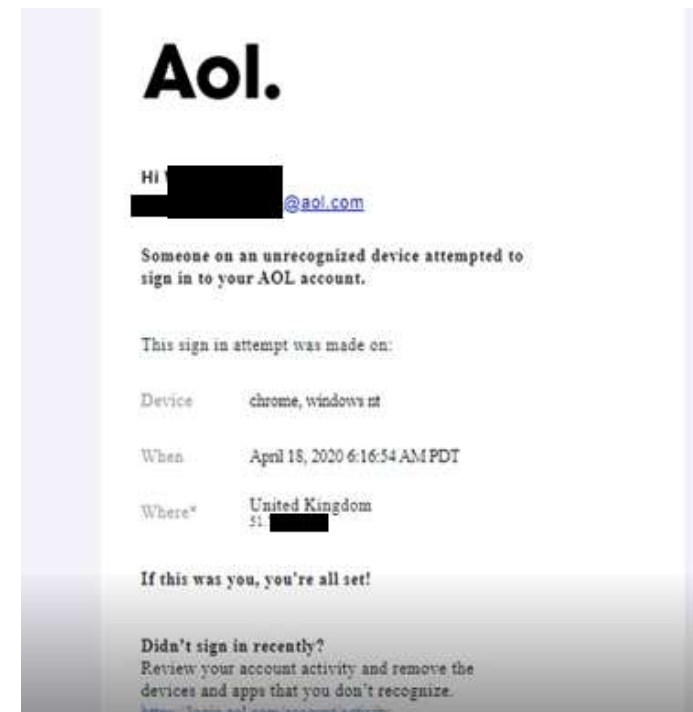 Aol.
Hi
@aol.com
Someone on an unrecognized device attempted to
sign in to your AOL account.
This sign in attempt was made on:
Device chrome, windows nt
When April 18, 2020 6:16:54 AM PDT
Where* United Kingdom
51.
If this was you, you're all set!
Didn't sign in recently?
Review your account activity and remove the
devices and apps that you don't recognize.